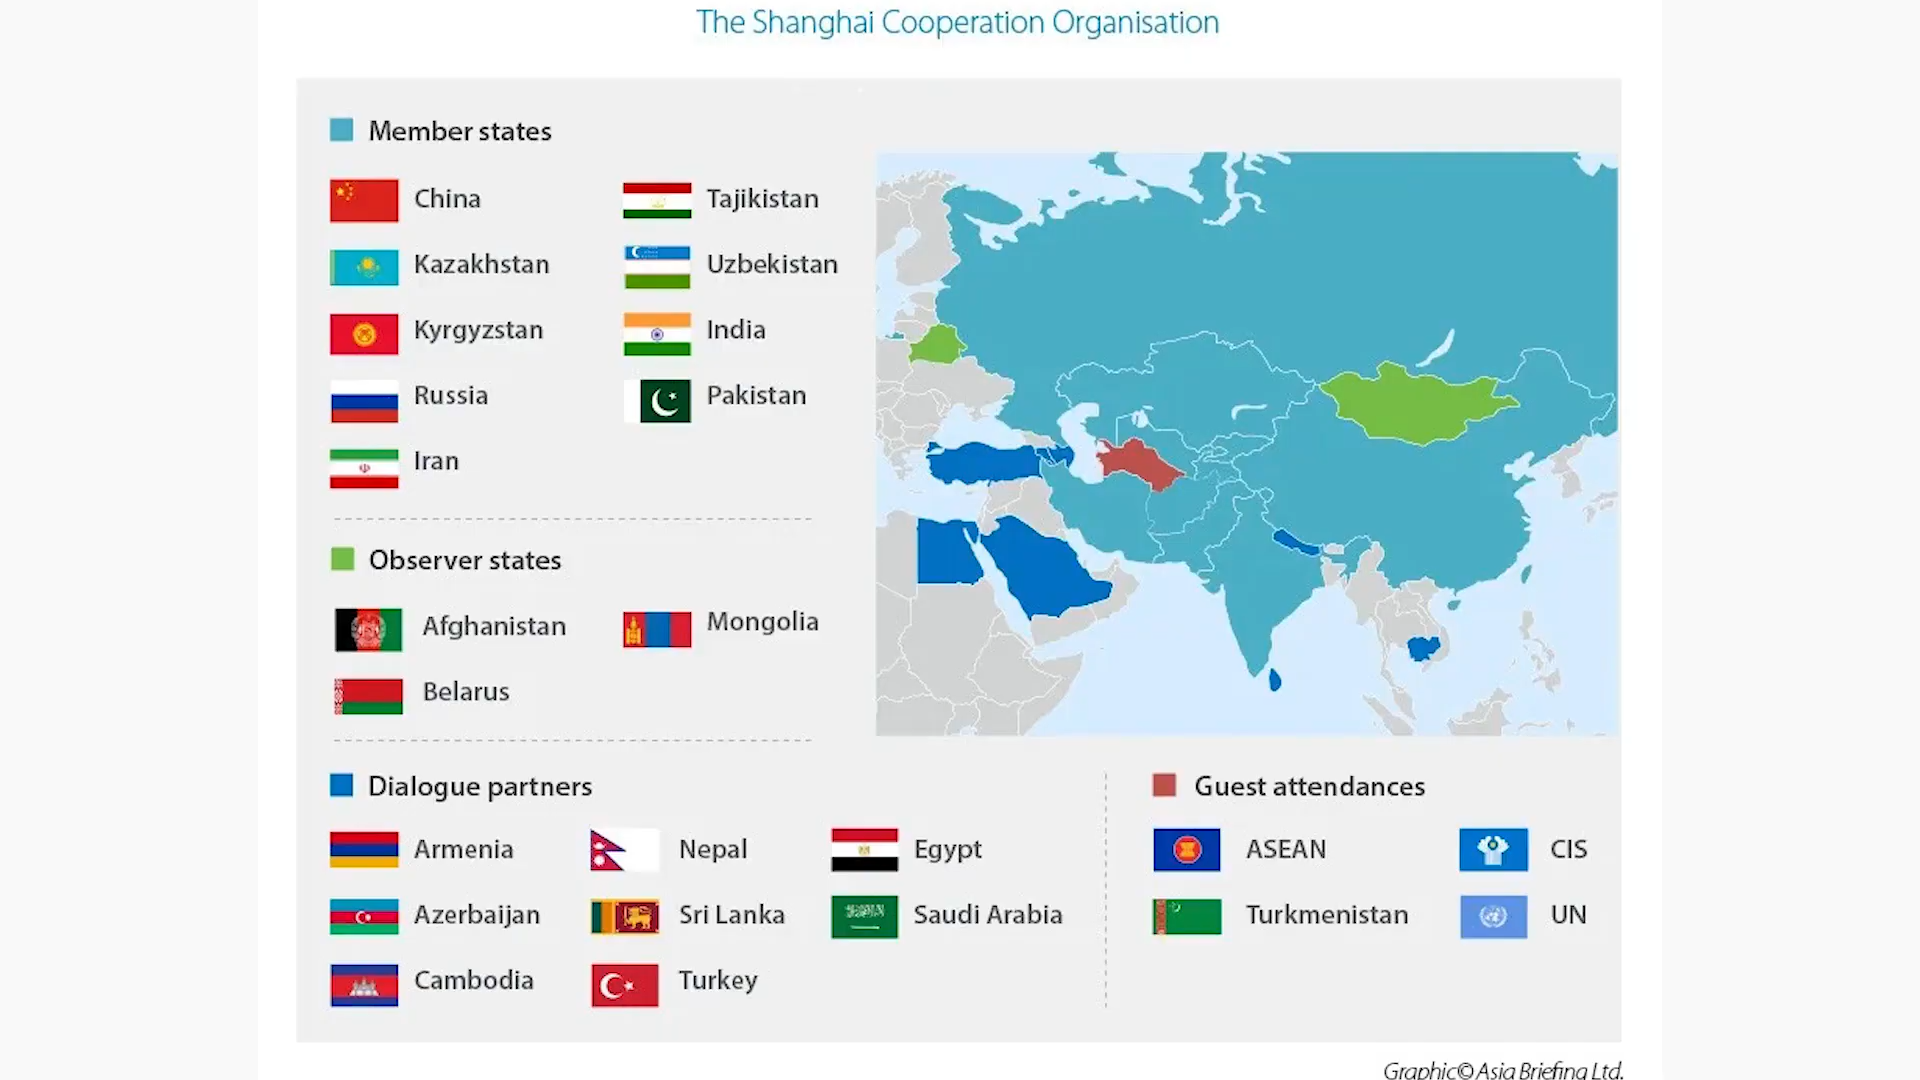 The Shanghai Cooperation Organisation
Member states
China
Tajikistan
Kazakhstan
Uzbekistan
Kyrgyzstan
India
Russia
Pakistan
Iran
Observer states
Afghanistan
Mongolia
Belarus
Dialogue partners
Armenia
Nepal
Egypt
Azerbaijan
Sri Lanka
Saudi Arabia
Cambodia
Turkey
Guest attendances
ASEAN
CIS
Turkmenistan
UN
Graphic© Asia Briefing Ltd.